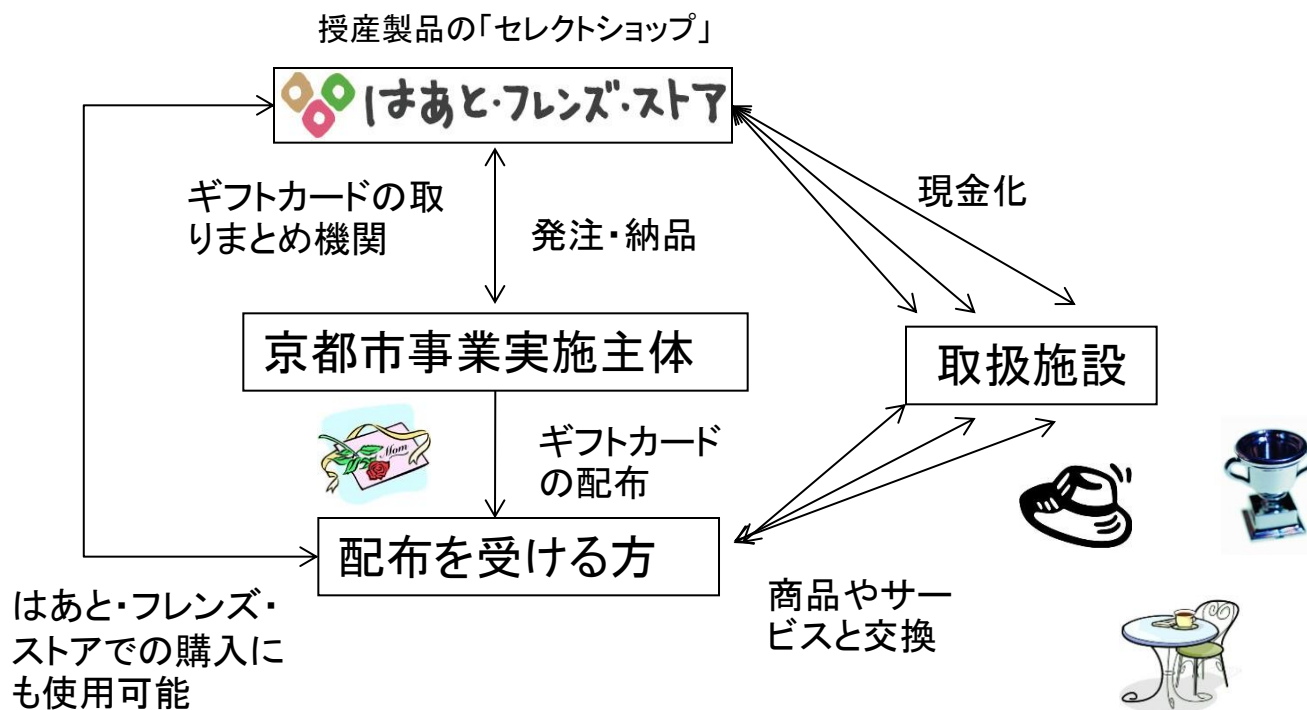 授産製品の「セレクトショップ」
はあと・フレンズ・ストア
ギフトカードの取
りまとめ機関
発注・納品
現金化
京都市事業実施主体
取扱施設
Mom
ギフトカード
の配布
配布を受ける方
はあと・フレンズ・
ストアでの購入に
も使用可能
商品やサー
ビスと交換